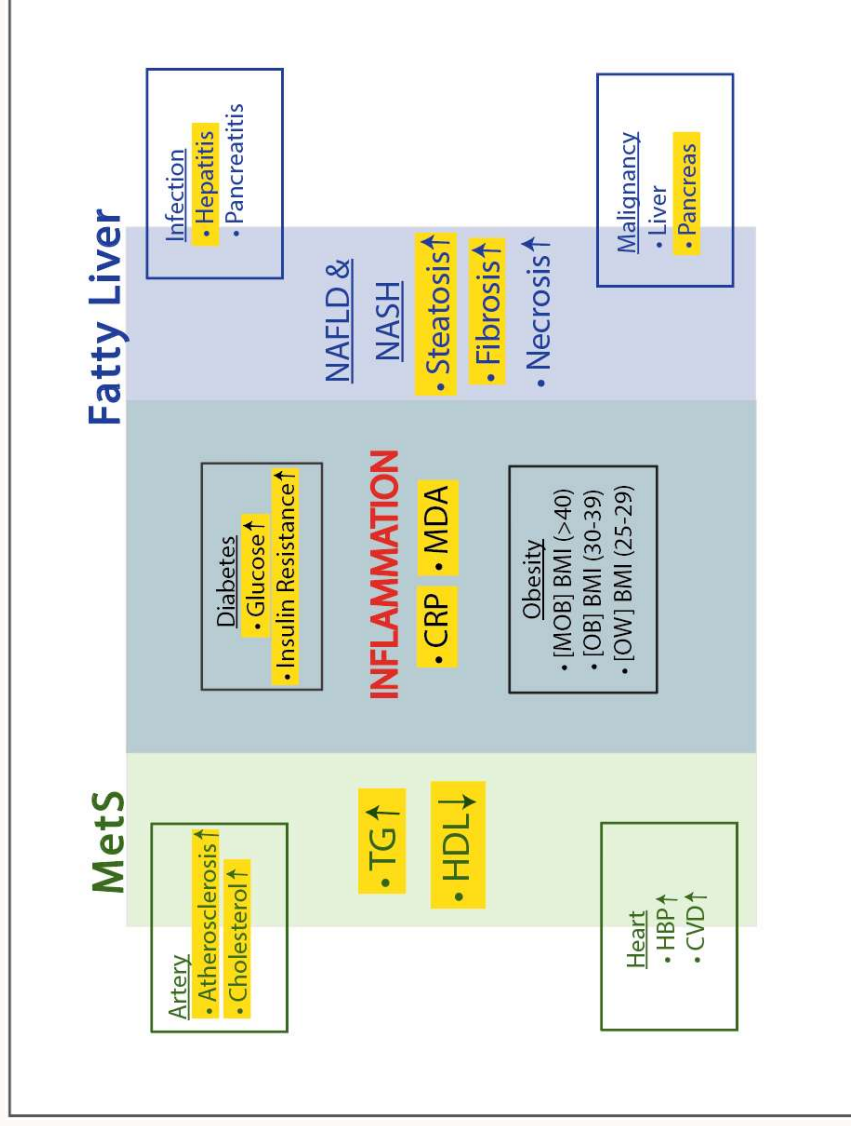 MetS
Fatty Liver
Artery
• Atherosclerosis↑
• Cholesterol↑
• TG↑
• HDL↓
Heart
• HBP↑
• CVD↑
Diabetes
• Glucose↑
• Insulin Resistance↑
INFLAMMATION
• CRP • MDA
Obesity
• [MOB] BMI (>40)
• [OB] BMI (30-39)
• [OW] BMI (25-29)
Infection
• Hepatitis
• Pancreatitis
NAFLD &
NASH
• Steatosis↑
• Fibrosis↑
• Necrosis↑
Malignancy
• Liver
• Pancreas